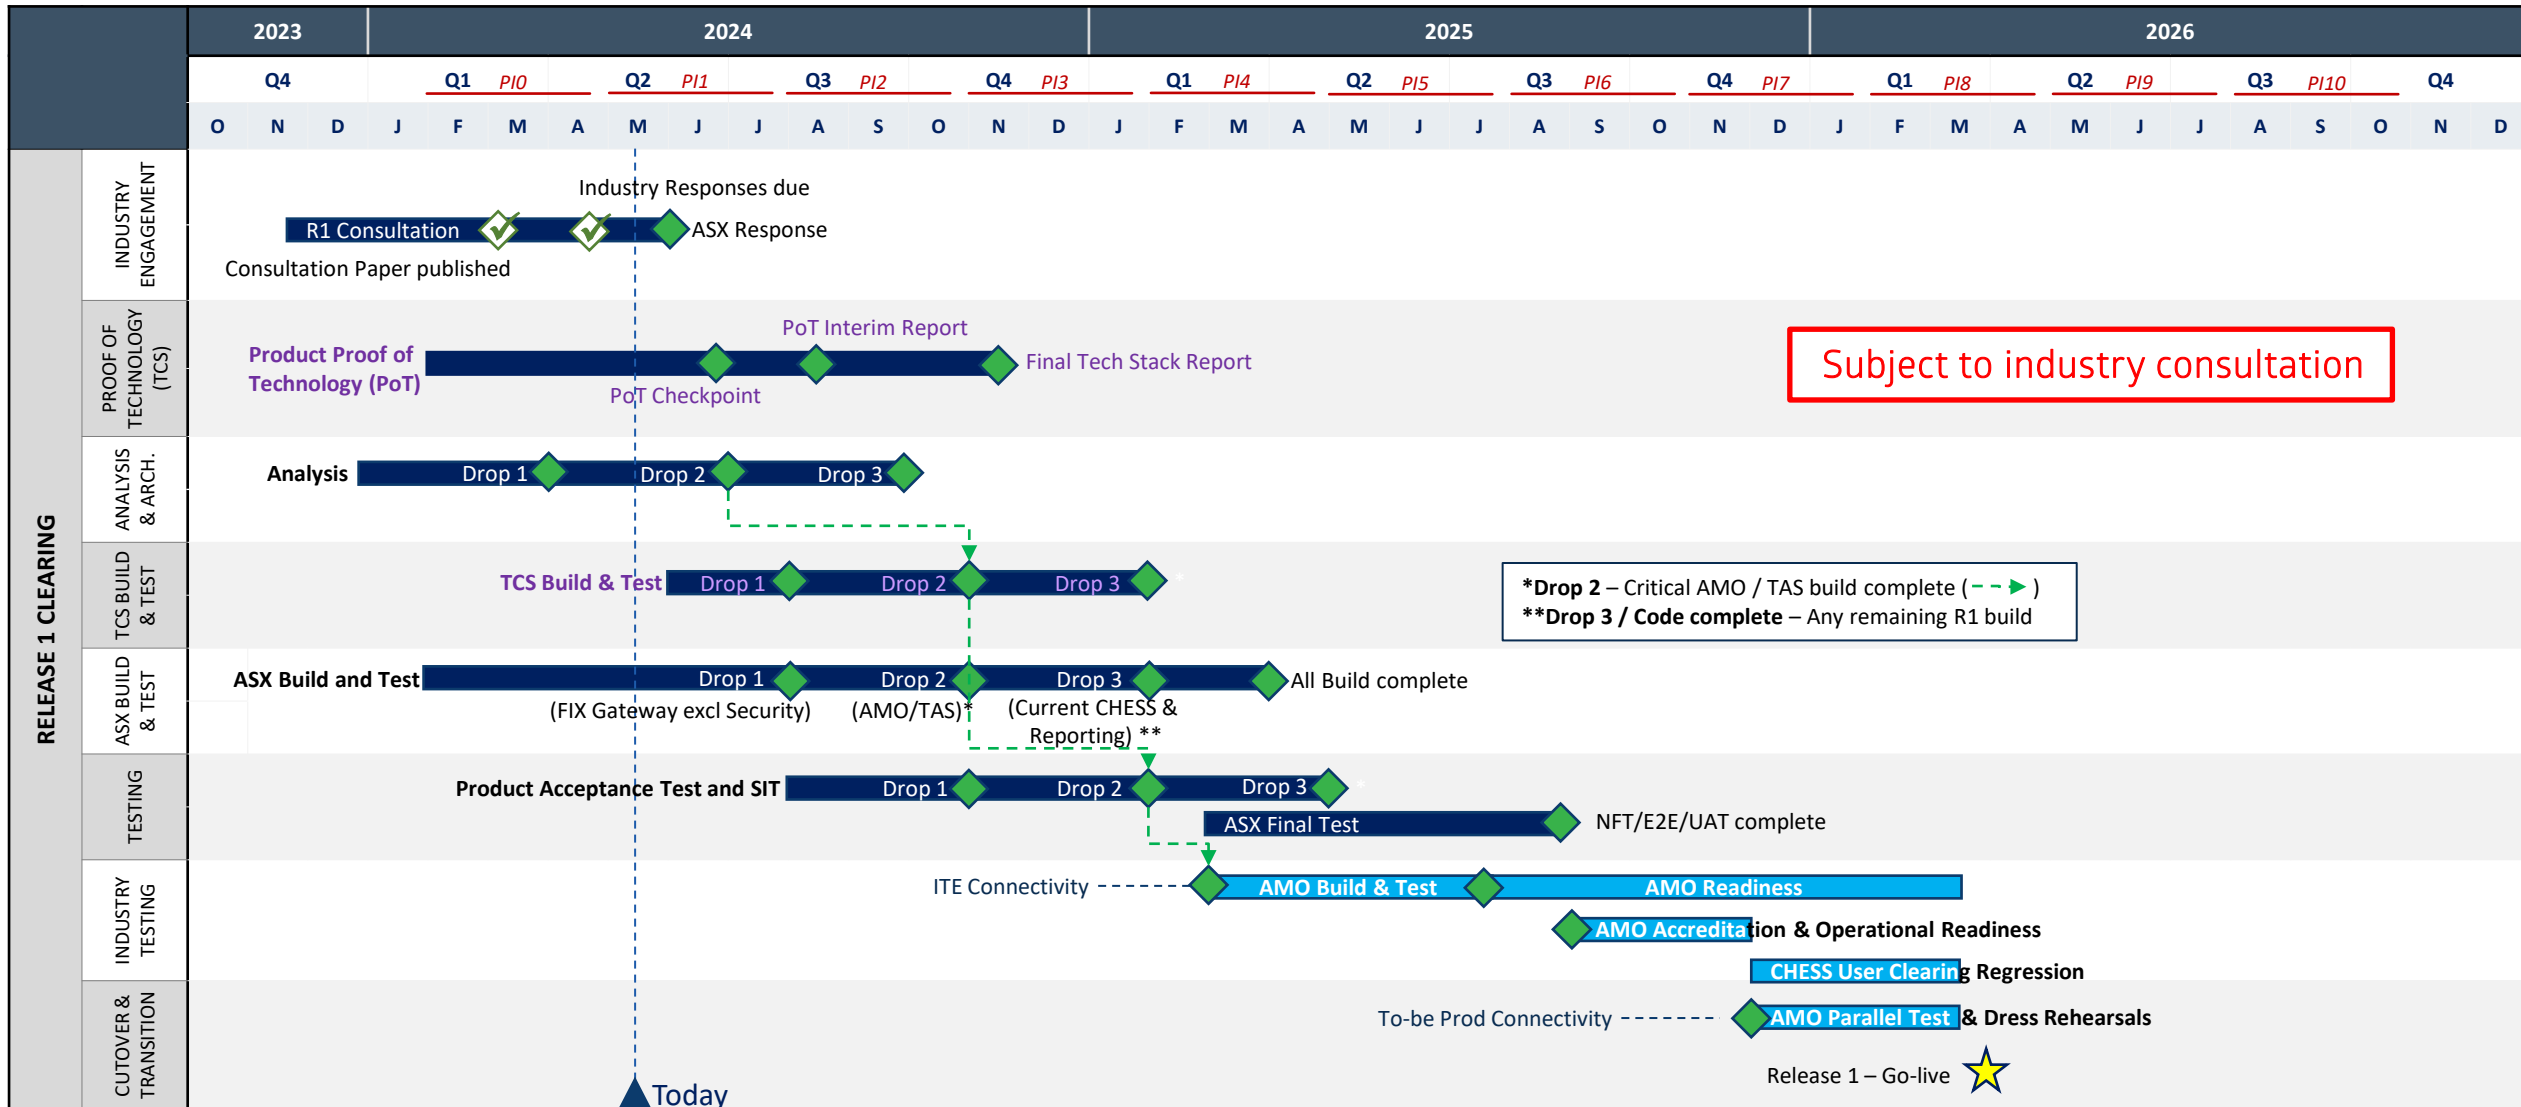 2023 2024 2025 2026
Q4 Q1 PI0 Q2 PI1 Q3 PI2 Q4 PI3 Q1 PI4 Q2 PI5 Q3 PI6 Q4 PI7 Q1 PI8 Q2 PI9 Q3 PI10 Q4
O N D J F M A M J J A S O N D J F M A M J J A S O N D J F M A M J J A S O N D
RELEASE 1 CLEARING
INDUSTRY
ENGAGEMENT
Industry Responses due
R1 Consultation
ASX Response
Consultation Paper published
PROOF OF
TECHNOLOGY
(TCS)
PoT Interim Report
Product Proof of
Technology (PoT)
Final Tech Stack Report
PoT Checkpoint
Subject to industry consultation
ANALYSIS
& ARCH.
Analysis Drop 1 Drop 2 Drop 3
TCS BUILD
& TEST
TCS Build & Test Drop 1 Drop 2 Drop 3 *
*Drop 2 – Critical AMO / TAS build complete ( )
**Drop 3 / Code complete – Any remaining R1 build
ASX BUILD
& TEST
ASX Build and Test Drop 1 Drop 2 Drop 3 All Build complete
(FIX Gateway excl Security) (AMO/TAS)* (Current CHESS &
Reporting) **
TESTING
Product Acceptance Test and SIT Drop 1 Drop 2 Drop 3 *
ASX Final Test NFT/E2E/UAT complete
INDUSTRY
TESTING
ITE Connectivity AMO Build & Test AMO Readiness
AMO Accreditation & Operational Readiness
CHESS User Clearing Regression
CUTOVER &
TRANSITION
To-be Prod Connectivity AMO Parallel Test & Dress Rehearsals
Release 1 – Go-live
Today